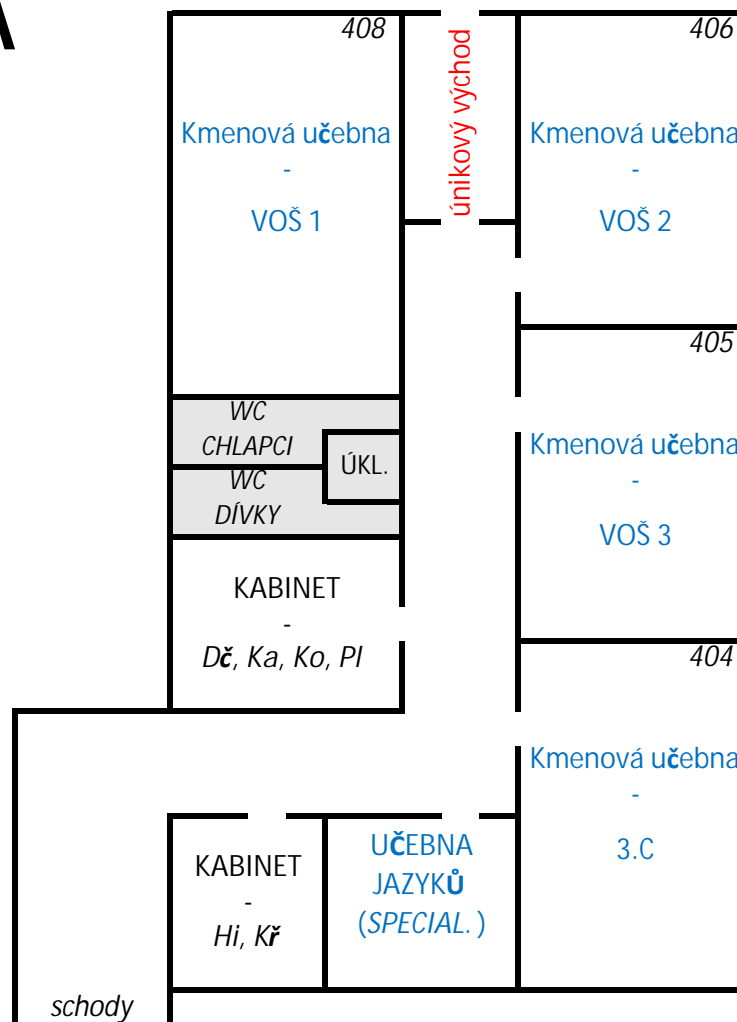 408
406
únikový východ
Kmenová učebna
-
VOŠ 1
Kmenová učebna
-
VOŠ 2
405
WC
CHLAPCI
ÚKL.
WC
DÍVKY
Kmenová učebna
-
VOŠ 3
KABINET
-
Dč, Ka, Ko, Pl
404
Kmenová učebna
-
3.C
KABINET
-
Hi, Kř
UČEBNA
JAZYKŮ
(SPECIAL. )
schody